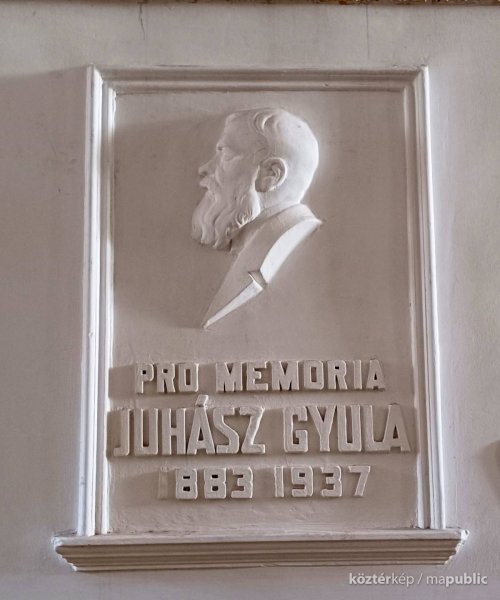 PRO MEMORIA
JUHÁSZ GYULA
1883 1937
köztérkép / mapublic